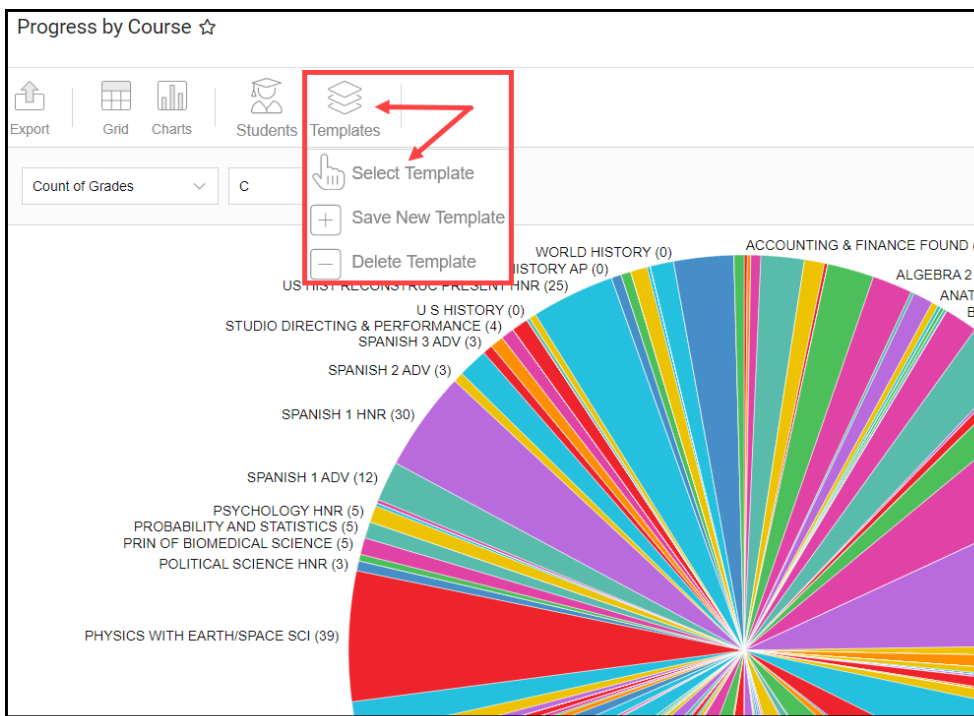 Progress by Course
Export
Grid
Charts
Students
Templates
Select Template
Count of Grades
C
Save New Template
Delete Template
WORLD HISTORY (0)
ACCOUNTING & FINANCE FOUND
ISTORY AP (0)
ALGEBRA 2
US HIST RECONSTRUC PRESENT HNR (25)
ANAT
U S HISTORY (0)
B
STUDIO DIRECTING & PERFORMANCE (4)
SPANISH 3 ADV (3)
SPANISH 2 ADV (3)
SPANISH 1 HNR (30)
SPANISH 1 ADV (12)
PSYCHOLOGY HNR (5)
PROBABILITY AND STATISTICS (5)
PRIN OF BIOMEDICAL SCIENCE (5)
POLITICAL SCIENCE HNR (3)
PHYSICS WITH EARTH/SPACE SCI (39)